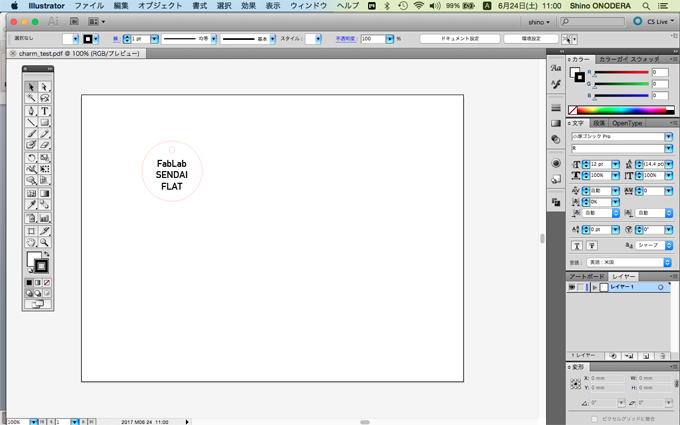 Illustrator ファイル 編集 オブジェクト 書式 選択 効果 表示 ウィンドウ ヘルプ 99% A 6月24日(土) 11:00 Shino ONODERA
Br shino CS Live
選択なし 線: 1 pt 均等 基本 スタイル: 不透明度: 100 % ドキュメント設定 環境設定
charm_test.pdf @ 100% (RGB/プレビュー)
FabLab
SENDAI
FLAT
カラー カラーガイド スウォッチ
R 0
G 0
B 0
文字 段落 OpenType
小塚ゴシック Pro
R
12 pt (14.4 pt)
100% 100%
自動 0
0%
自動 自動
0 pt 0°
T T aa シャープ
言語: 英語:米国
アートボード レイヤー
レイヤー 1
1 レイヤー
変形
X: 0 mm W: 0 mm
Y: 0 mm H: 0 mm
0° 0°
ピクセルグリッドに整合
100% 1 2017 M06 24 11:00